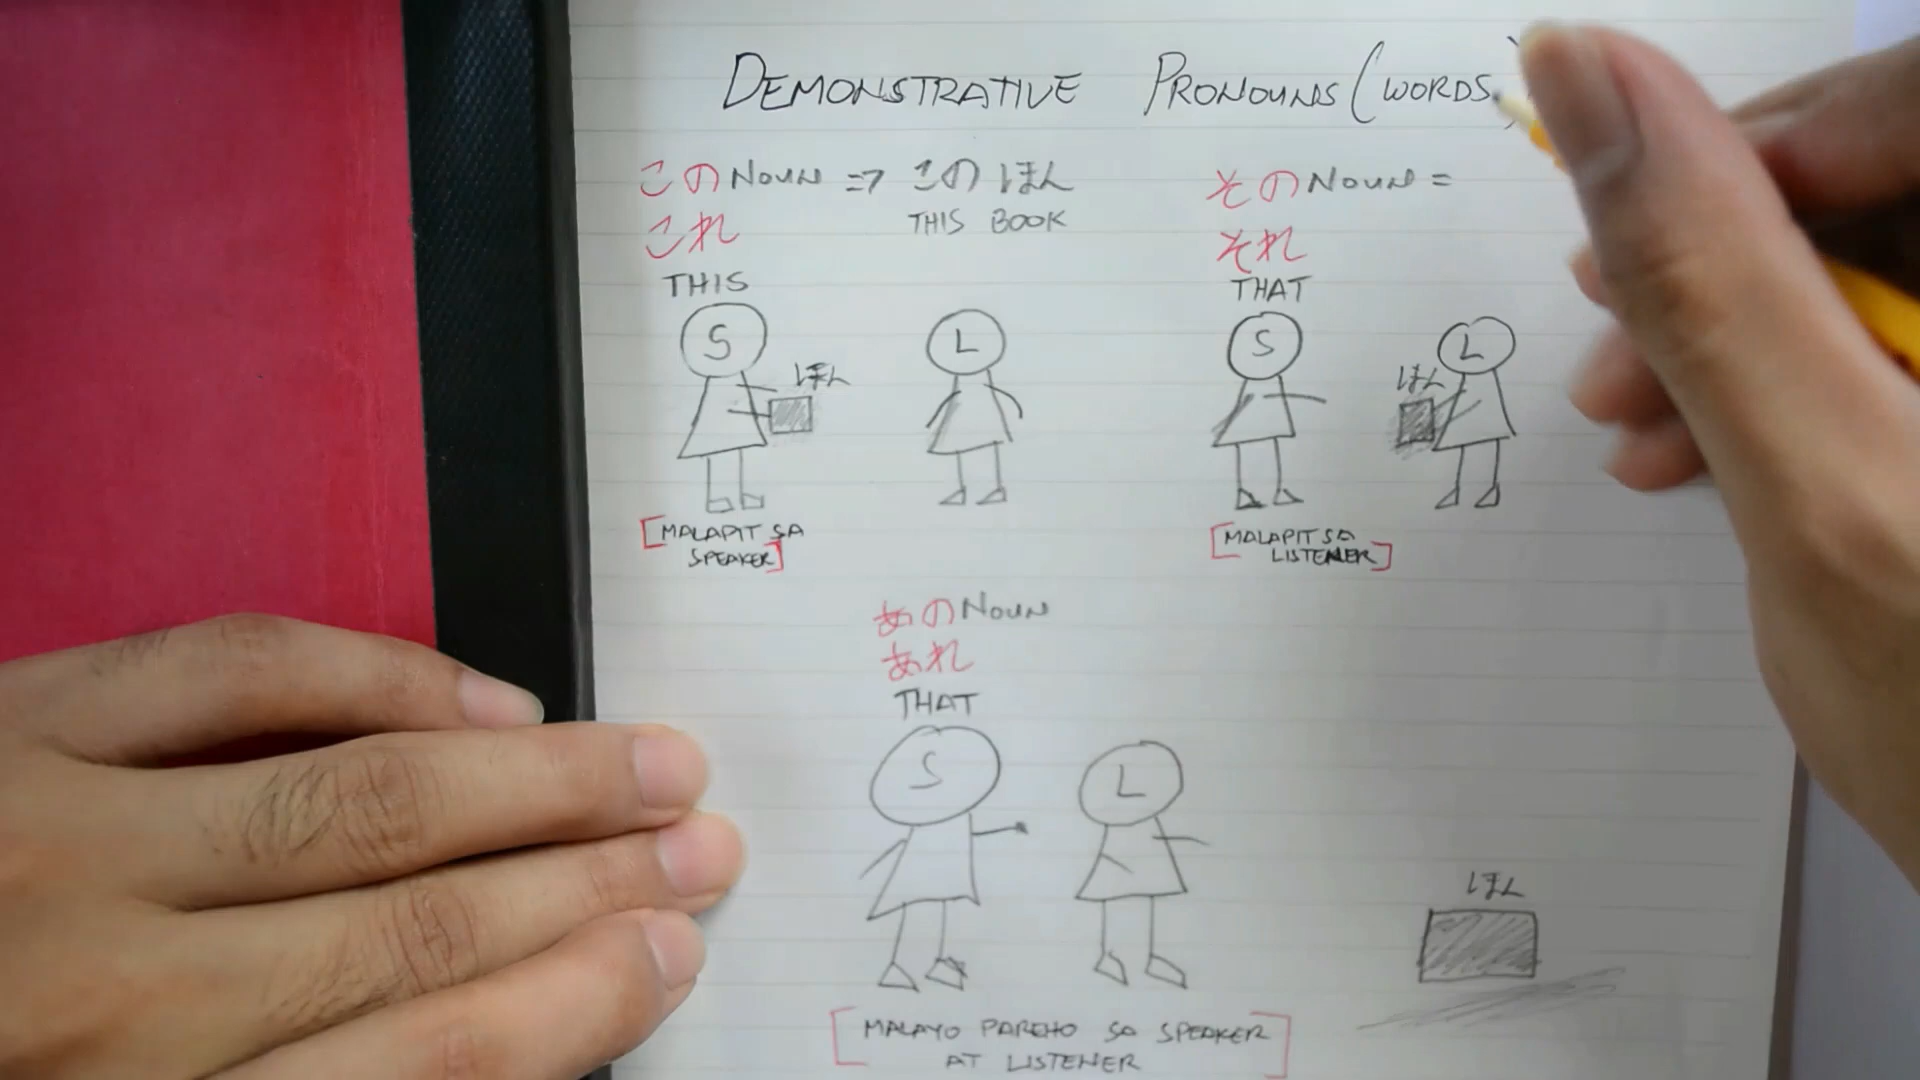 DEMONSTRATIVE PRONOUNS (WORDS)
このNOUN => このほん
THIS BOOK
これ
THIS
S
L
ほん
[MALAPIT SA
SPEAKER]
そのNOUN =
それ
THAT
S
L
ほん
[MALAPIT SA
LISTENER]
あのNOUN
あれ
THAT
S
L
ほん
[MALAYO PAREHO SA SPEAKER
AT LISTENER]